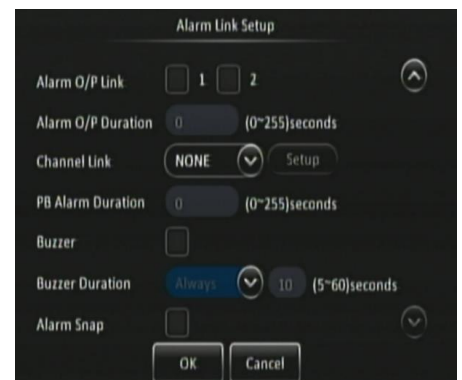 Alarm Link Setup
Alarm O/P Link 1 2
Alarm O/P Duration 0 (0~255)seconds
Channel Link NONE Setup
PB Alarm Duration 0 (0~255)seconds
Buzzer
Buzzer Duration Always 10 (5~60)seconds
Alarm Snap
OK Cancel